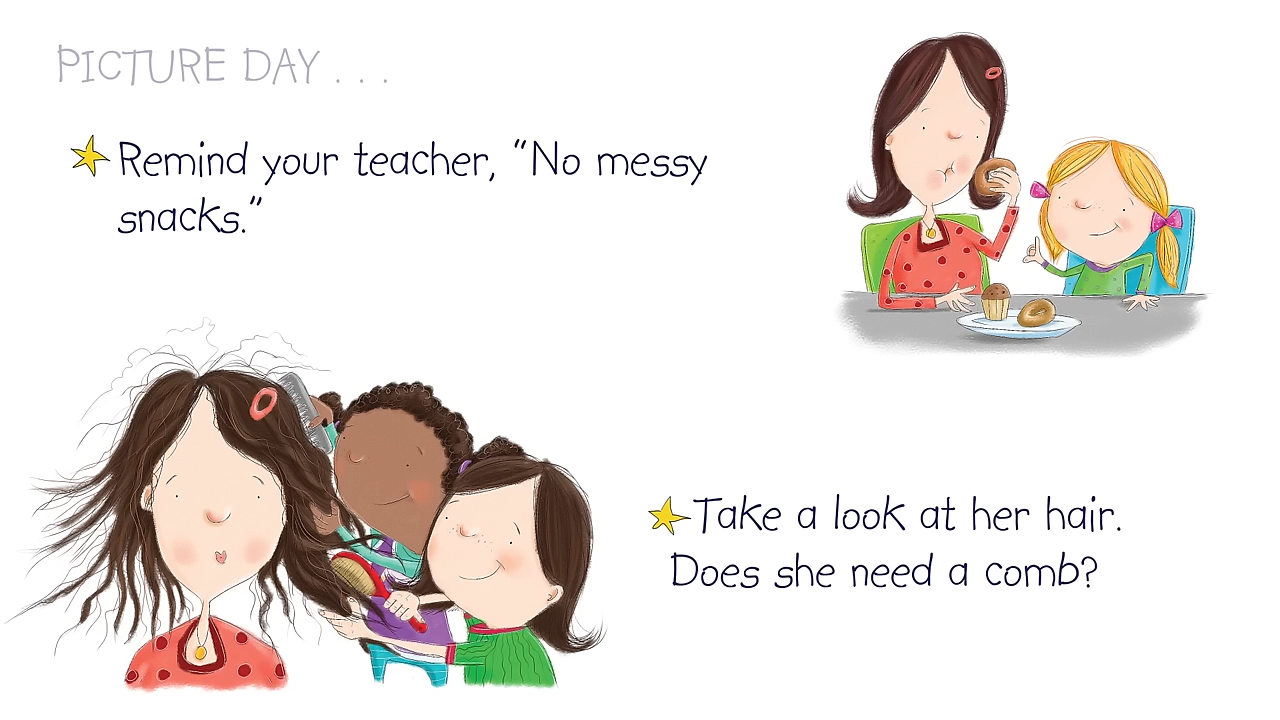 PICTURE DAY . . .
Remind your teacher, “No messy
snacks.”
Take a look at her hair.
Does she need a comb?